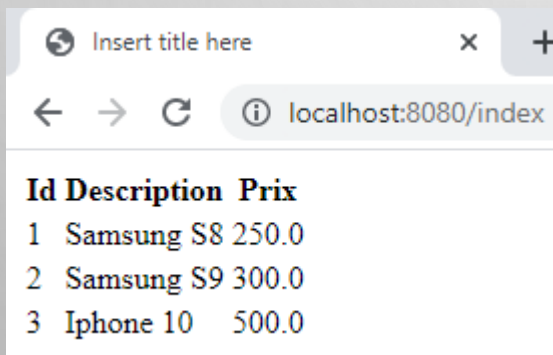 Insert title here
localhost:8080/index
Id Description Prix
1 Samsung S8 250.0
2 Samsung S9 300.0
3 Iphone 10 500.0